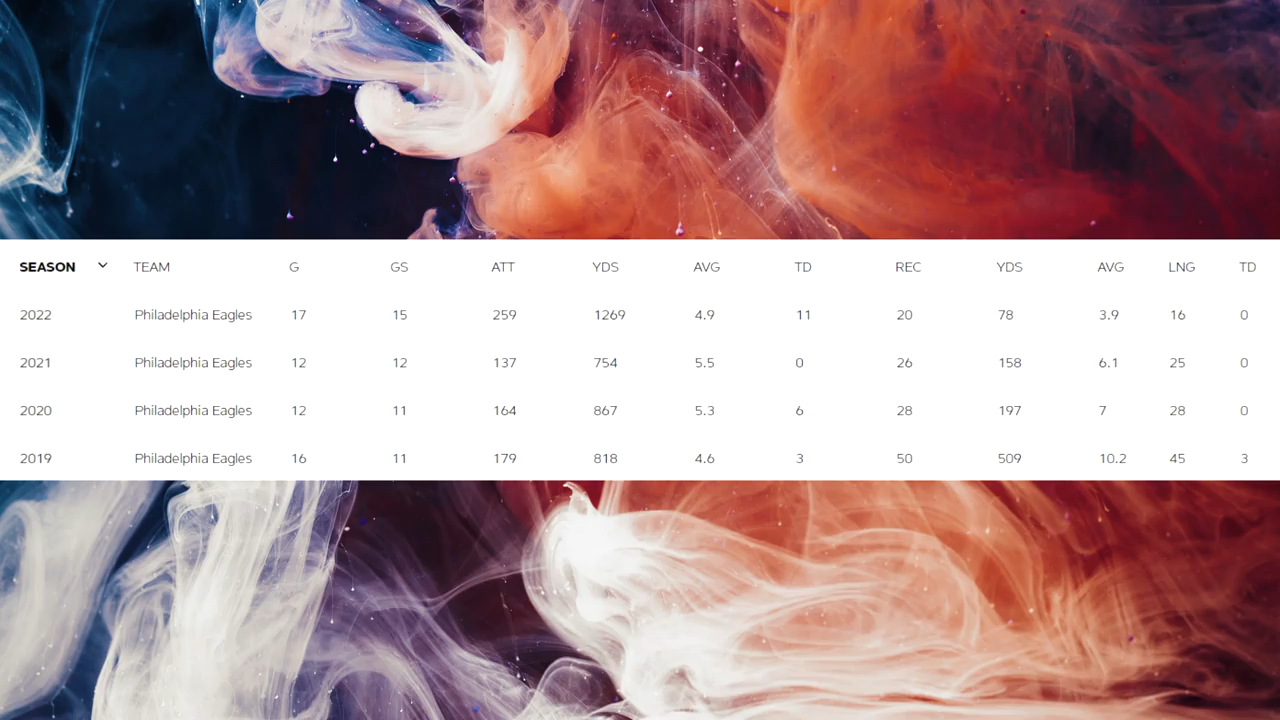 SEASON TEAM G GS ATT YDS AVG TD REC YDS AVG LNG TD
2022 Philadelphia Eagles 17 15 259 1269 4.9 11 20 78 3.9 16 0
2021 Philadelphia Eagles 12 12 137 754 5.5 0 26 158 6.1 25 0
2020 Philadelphia Eagles 12 11 164 867 5.3 6 28 197 7 28 0
2019 Philadelphia Eagles 16 11 179 818 4.6 3 50 509 10.2 45 3